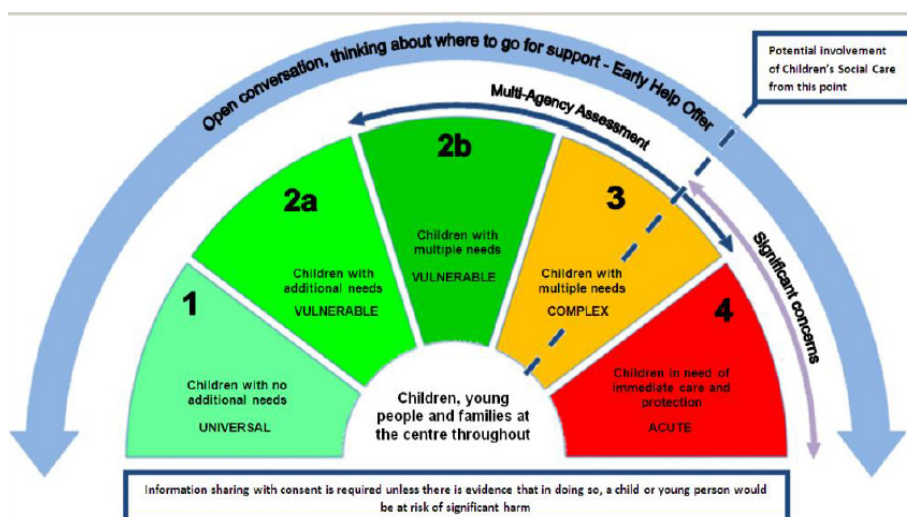 Open conversation, thinking about where to go for support - Early Help Offer
Potential involvement
of Children's Social Care
from this point
Multi-Agency Assessment
Significant concerns
1
Children with no
additional needs
UNIVERSAL
2a
Children with
additional needs
VULNERABLE
2b
Children with
multiple needs
VULNERABLE
3
Children with
multiple needs
COMPLEX
4
Children in need of
immediate care and
protection
ACUTE
Children, young
people and families at
the centre throughout
Information sharing with consent is required unless there is evidence that in doing so, a child or young person would
be at risk of significant harm